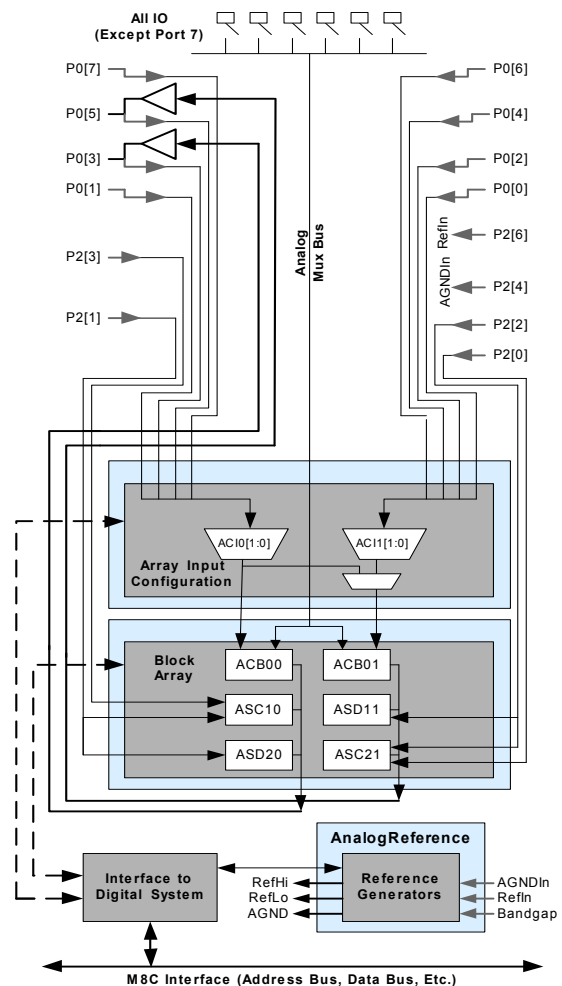 All IO
(Except Port 7)
P0[7]
P0[5]
P0[3]
P0[1]
P2[3]
P2[1]
P0[6]
P0[4]
P0[2]
P0[0]
P2[6]
P2[4]
P2[2]
P2[0]
AGNDIn RefIn
Analog
Mux Bus
ACI0[1:0]
ACI1[1:0]
Array Input
Configuration
Block
Array
ACB00
ACB01
ASC10
ASD11
ASD20
ASC21
AnalogReference
Interface to
Digital System
RefHi
RefLo
AGND
Reference
Generators
AGNDIn
RefIn
Bandgap
M8C Interface (Address Bus, Data Bus, Etc.)